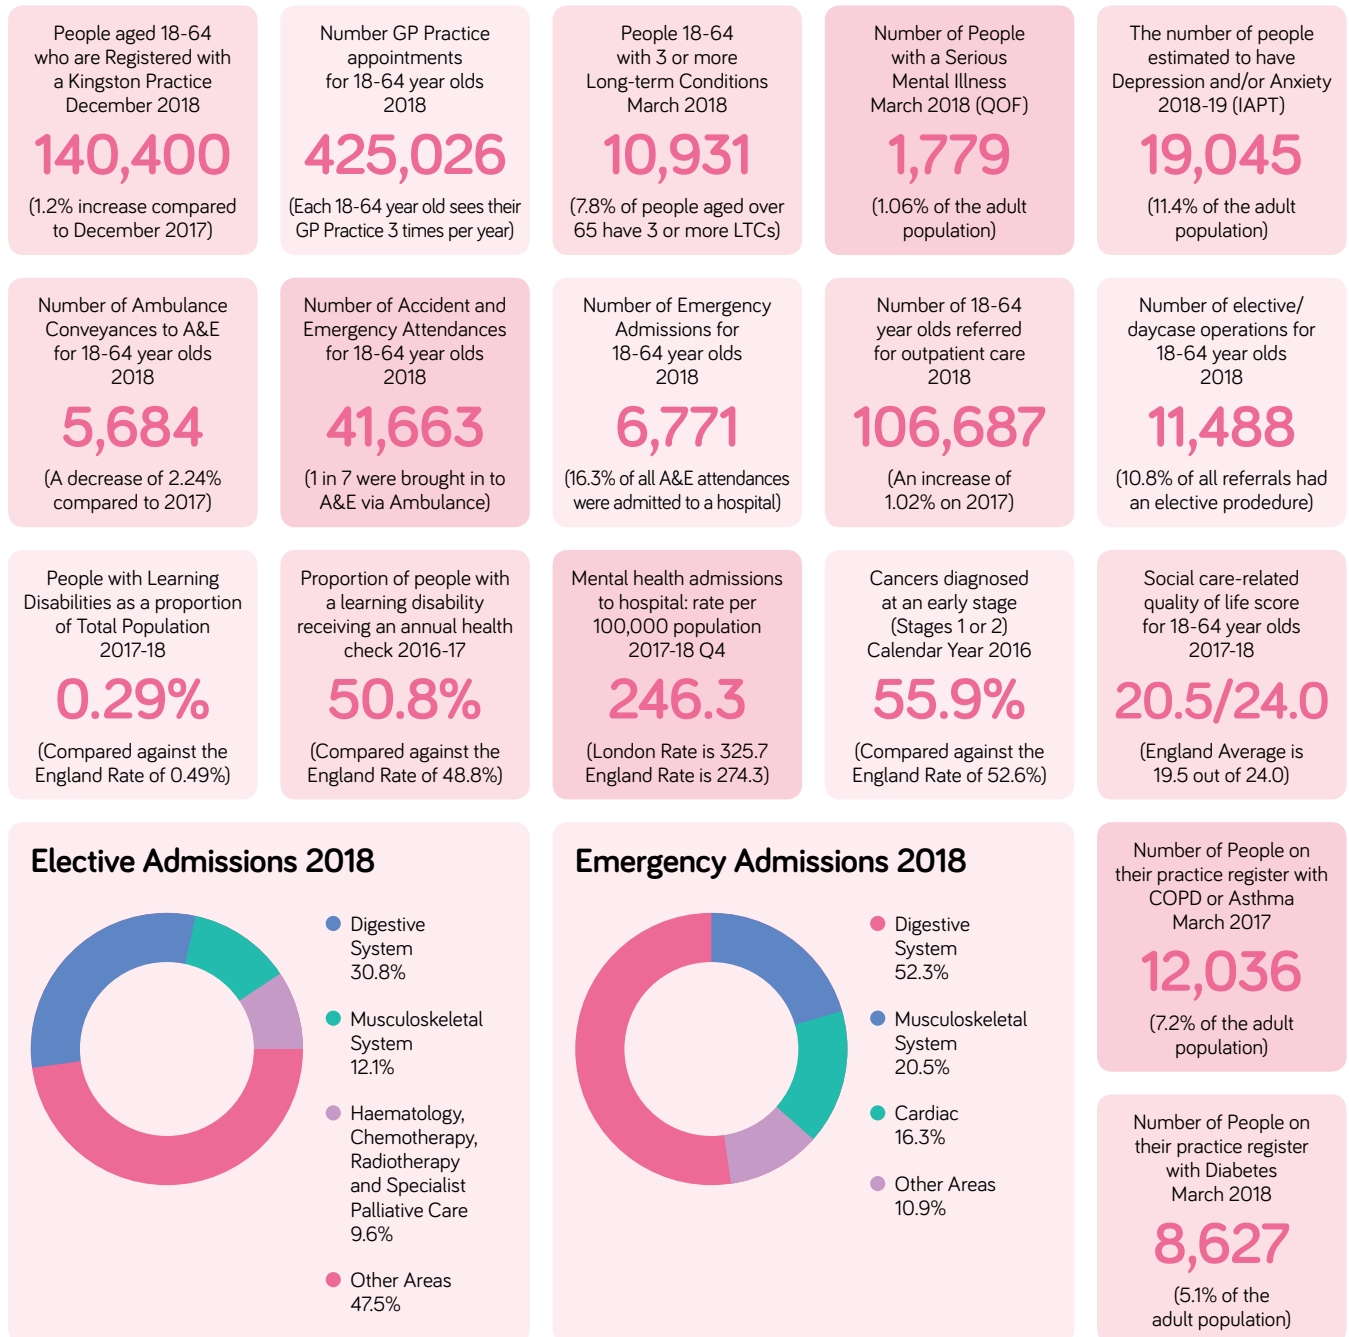 People aged 18-64
who are Registered with
a Kingston Practice
December 2018
140,400
(1.2% increase compared
to December 2017)
Number GP Practice
appointments
for 18-64 year olds
2018
425,026
(Each 18-64 year old sees their
GP Practice 3 times per year)
People 18-64
with 3 or more
Long-term Conditions
March 2018
10,931
(7.8% of people aged over
65 have 3 or more LTCs)
Number of People
with a Serious
Mental Illness
March 2018 (QOF)
1,779
(1.06% of the adult
population)
The number of people
estimated to have
Depression and/or Anxiety
2018-19 (IAPT)
19,045
(11.4% of the adult
population)
Number of Ambulance
Conveyances to A&E
for 18-64 year olds
2018
5,684
(A decrease of 2.24%
compared to 2017)
Number of Accident and
Emergency Attendances
for 18-64 year olds
2018
41,663
(1 in 7 were brought in to
A&E via Ambulance)
Number of Emergency
Admissions for
18-64 year olds
2018
6,771
(16.3% of all A&E attendances
were admitted to a hospital)
Number of 18-64
year olds referred
for outpatient care
2018
106,687
(An increase of
1.02% on 2017)
Number of elective/
daycase operations for
18-64 year olds
2018
11,488
(10.8% of all referrals had
an elective prodedure)
People with Learning
Disabilities as a proportion
of Total Population
2017-18
0.29%
(Compared against the
England Rate of 0.49%)
Proportion of people with
a learning disability
receiving an annual health
check 2016-17
50.8%
(Compared against the
England Rate of 48.8%)
Mental health admissions
to hospital: rate per
100,000 population
2017-18 Q4
246.3
(London Rate is 325.7
England Rate is 274.3)
Cancers diagnosed
at an early stage
(Stages 1 or 2)
Calendar Year 2016
55.9%
(Compared against the
England Rate of 52.6%)
Social care-related
quality of life score
for 18-64 year olds
2017-18
20.5/24.0
(England Average is
19.5 out of 24.0)
Elective Admissions 2018
Digestive
System
30.8%
Musculoskeletal
System
12.1%
Haematology,
Chemotherapy,
Radiotherapy
and Specialist
Palliative Care
9.6%
Other Areas
47.5%
Emergency Admissions 2018
Digestive
System
52.3%
Musculoskeletal
System
20.5%
Cardiac
16.3%
Other Areas
10.9%
Number of People on
their practice register with
COPD or Asthma
March 2017
12,036
(7.2% of the adult
population)
Number of People on
their practice register
with Diabetes
March 2018
8,627
(5.1% of the
adult population)